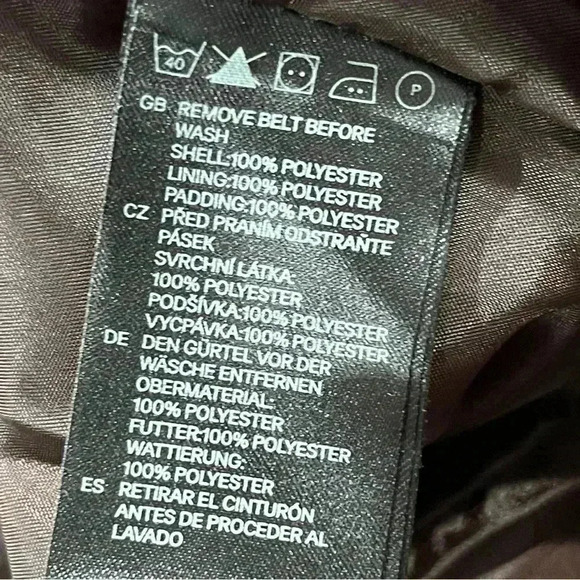 40
P
GB REMOVE BELT BEFORE
WASH
SHELL:100% POLYESTER
LINING:100% POLYESTER
PADDING:100% POLYESTER
CZ PŘED PRANÍM ODSTRAŇTE
PÁSEK
SVRCHNÍ LÁTKA:
100% POLYESTER
PODŠÍVKA:100% POLYESTER
VYCPÁVKA:100% POLYESTER
DE DEN GÜRTEL VOR DER
WÄSCHE ENTFERNEN
OBERMATERIAL:
100% POLYESTER
FUTTER:100% POLYESTER
WATTIERUNG:
100% POLYESTER
ES RETIRAR EL CINTURÓN
ANTES DE PROCEDER AL
LAVADO